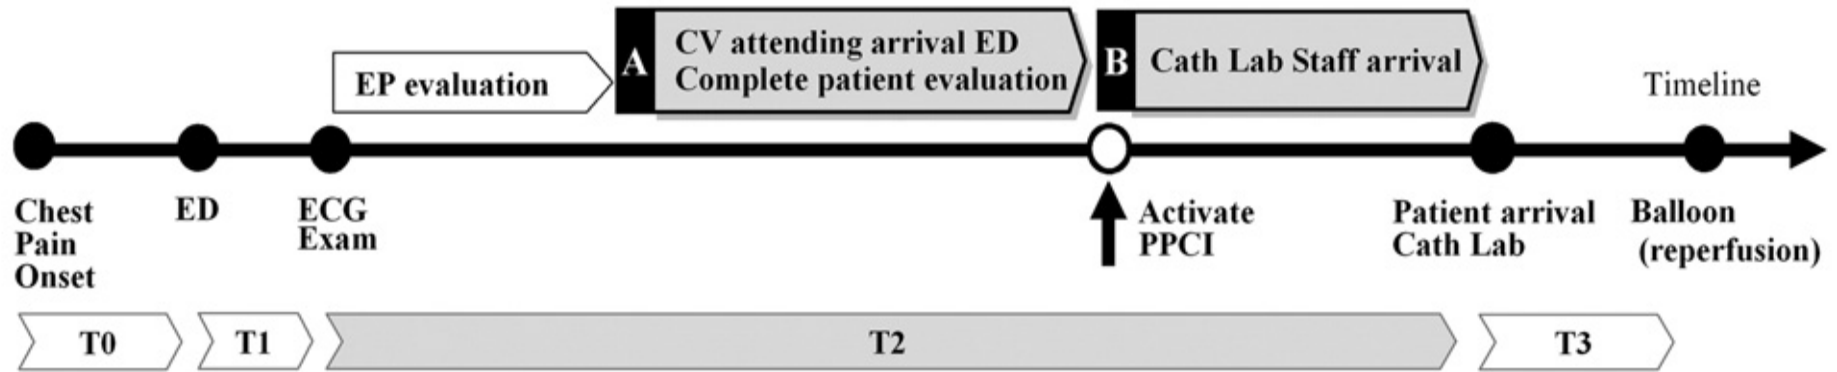 EP evaluation
A
CV attending arrival ED
Complete patient evaluation
B
Cath Lab Staff arrival
Timeline
Chest
Pain
Onset
ED
ECG
Exam
Activate
PPCI
Patient arrival
Cath Lab
Balloon
(reperfusion)
T0
T1
T2
T3